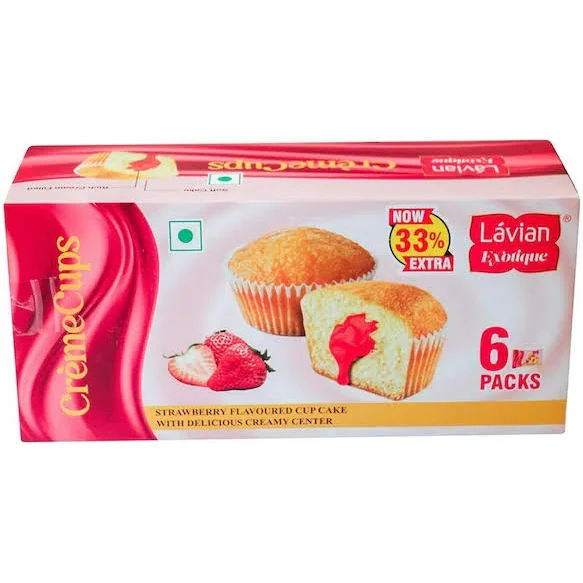 CrèmeCups
Lávian
Exotique
Rich Cream Filled
Soft Cake
CrèmeCups
NOW
33%
EXTRA
Lávian®
Exotique
6
PACKS
STRAWBERRY FLAVOURED CUP CAKE
WITH DELICIOUS CREAMY CENTER